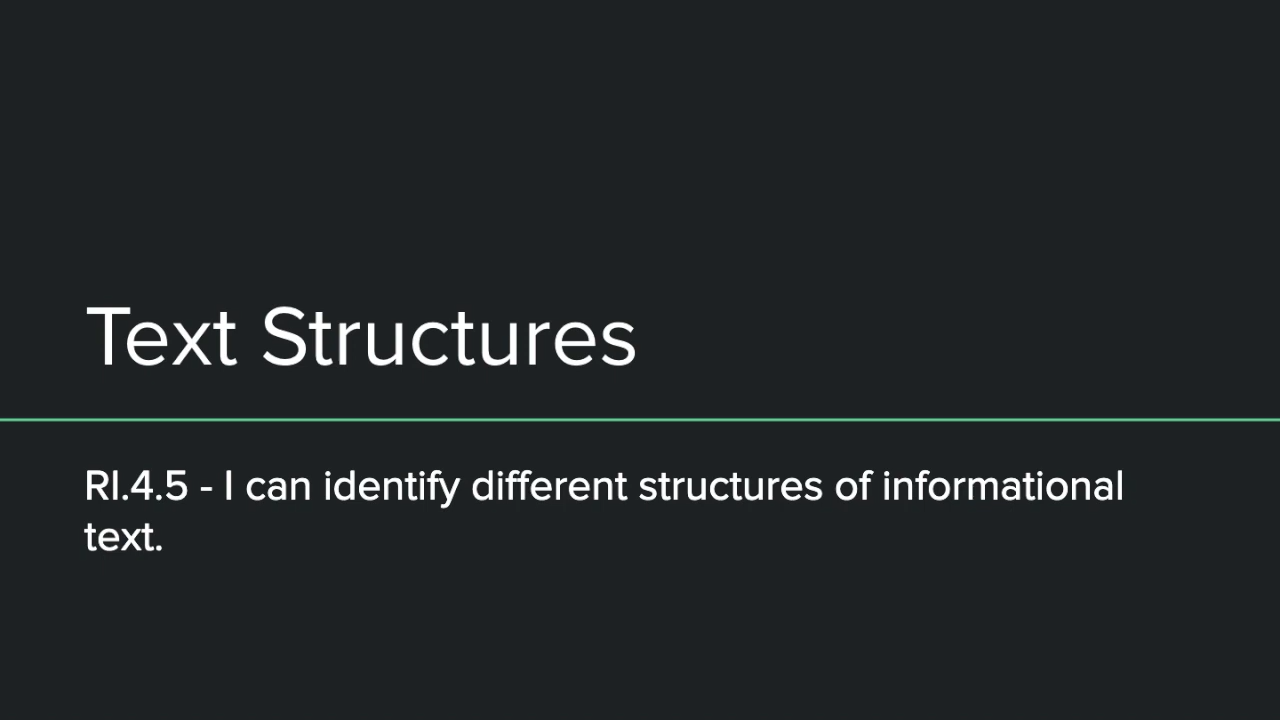 Text Structures
RI.4.5 - I can identify different structures of informational
text.